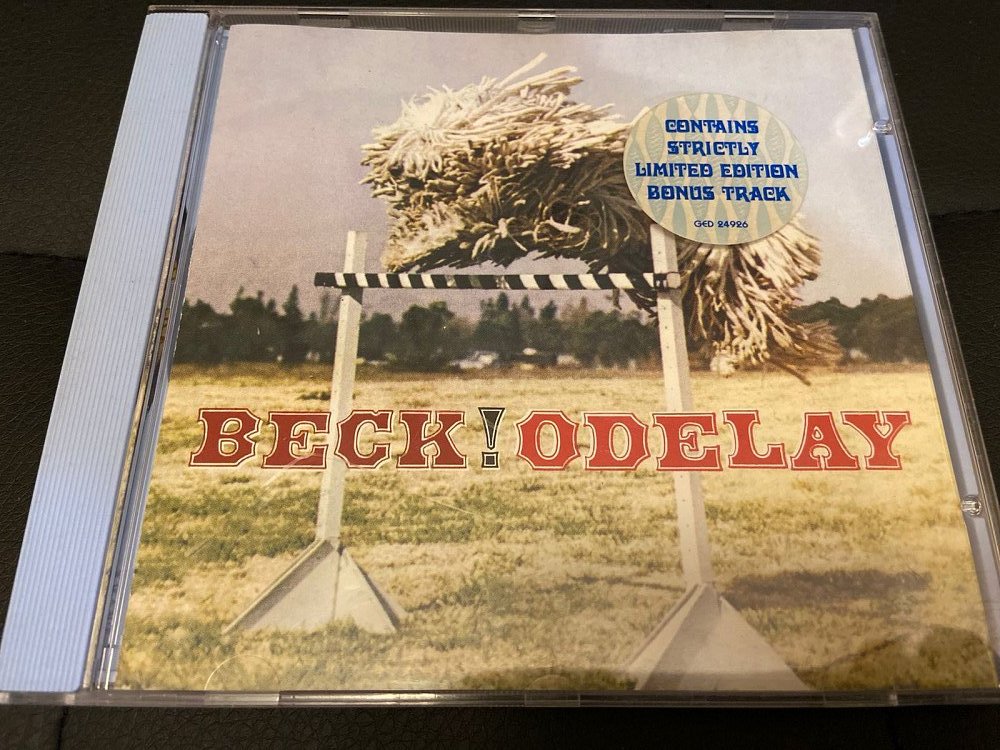 CONTAINS
STRICTLY
LIMITED EDITION
BONUS TRACK
GED 24926
BECK! ODELAY